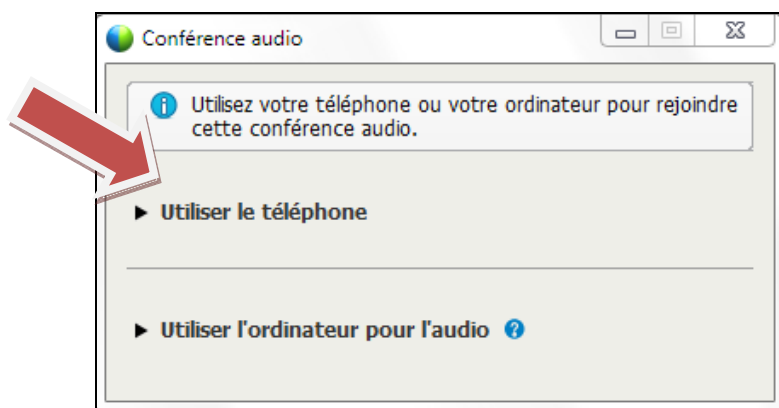 Conférence audio
Utilisez votre téléphone ou votre ordinateur pour rejoindre
cette conférence audio.
Utiliser le téléphone
Utiliser l'ordinateur pour l'audio ?